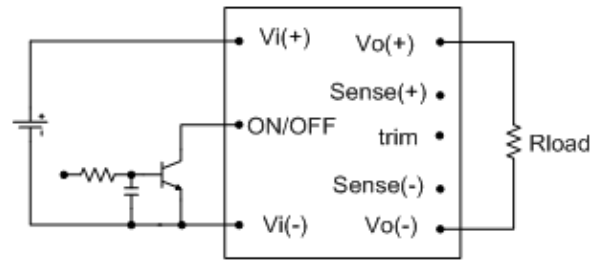 Vi(+)
Vo(+)
Sense(+)
ON/OFF
trim
Rload
Sense(-)
Vi(-)
Vo(-)